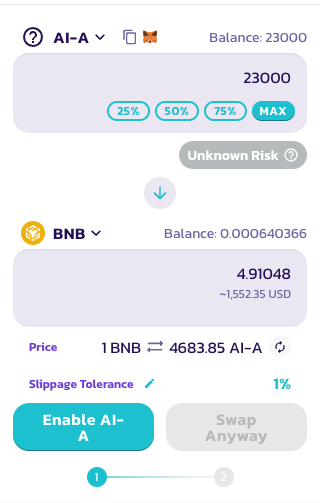 AI-A Balance: 23000
23000
25% 50% 75% MAX
Unknown Risk
BNB Balance: 0.000640366
4.91048
~1,552.35 USD
Price 1 BNB 4683.85 AI-A
Slippage Tolerance 1%
Enable AI-
A
Swap
Anyway
1 2